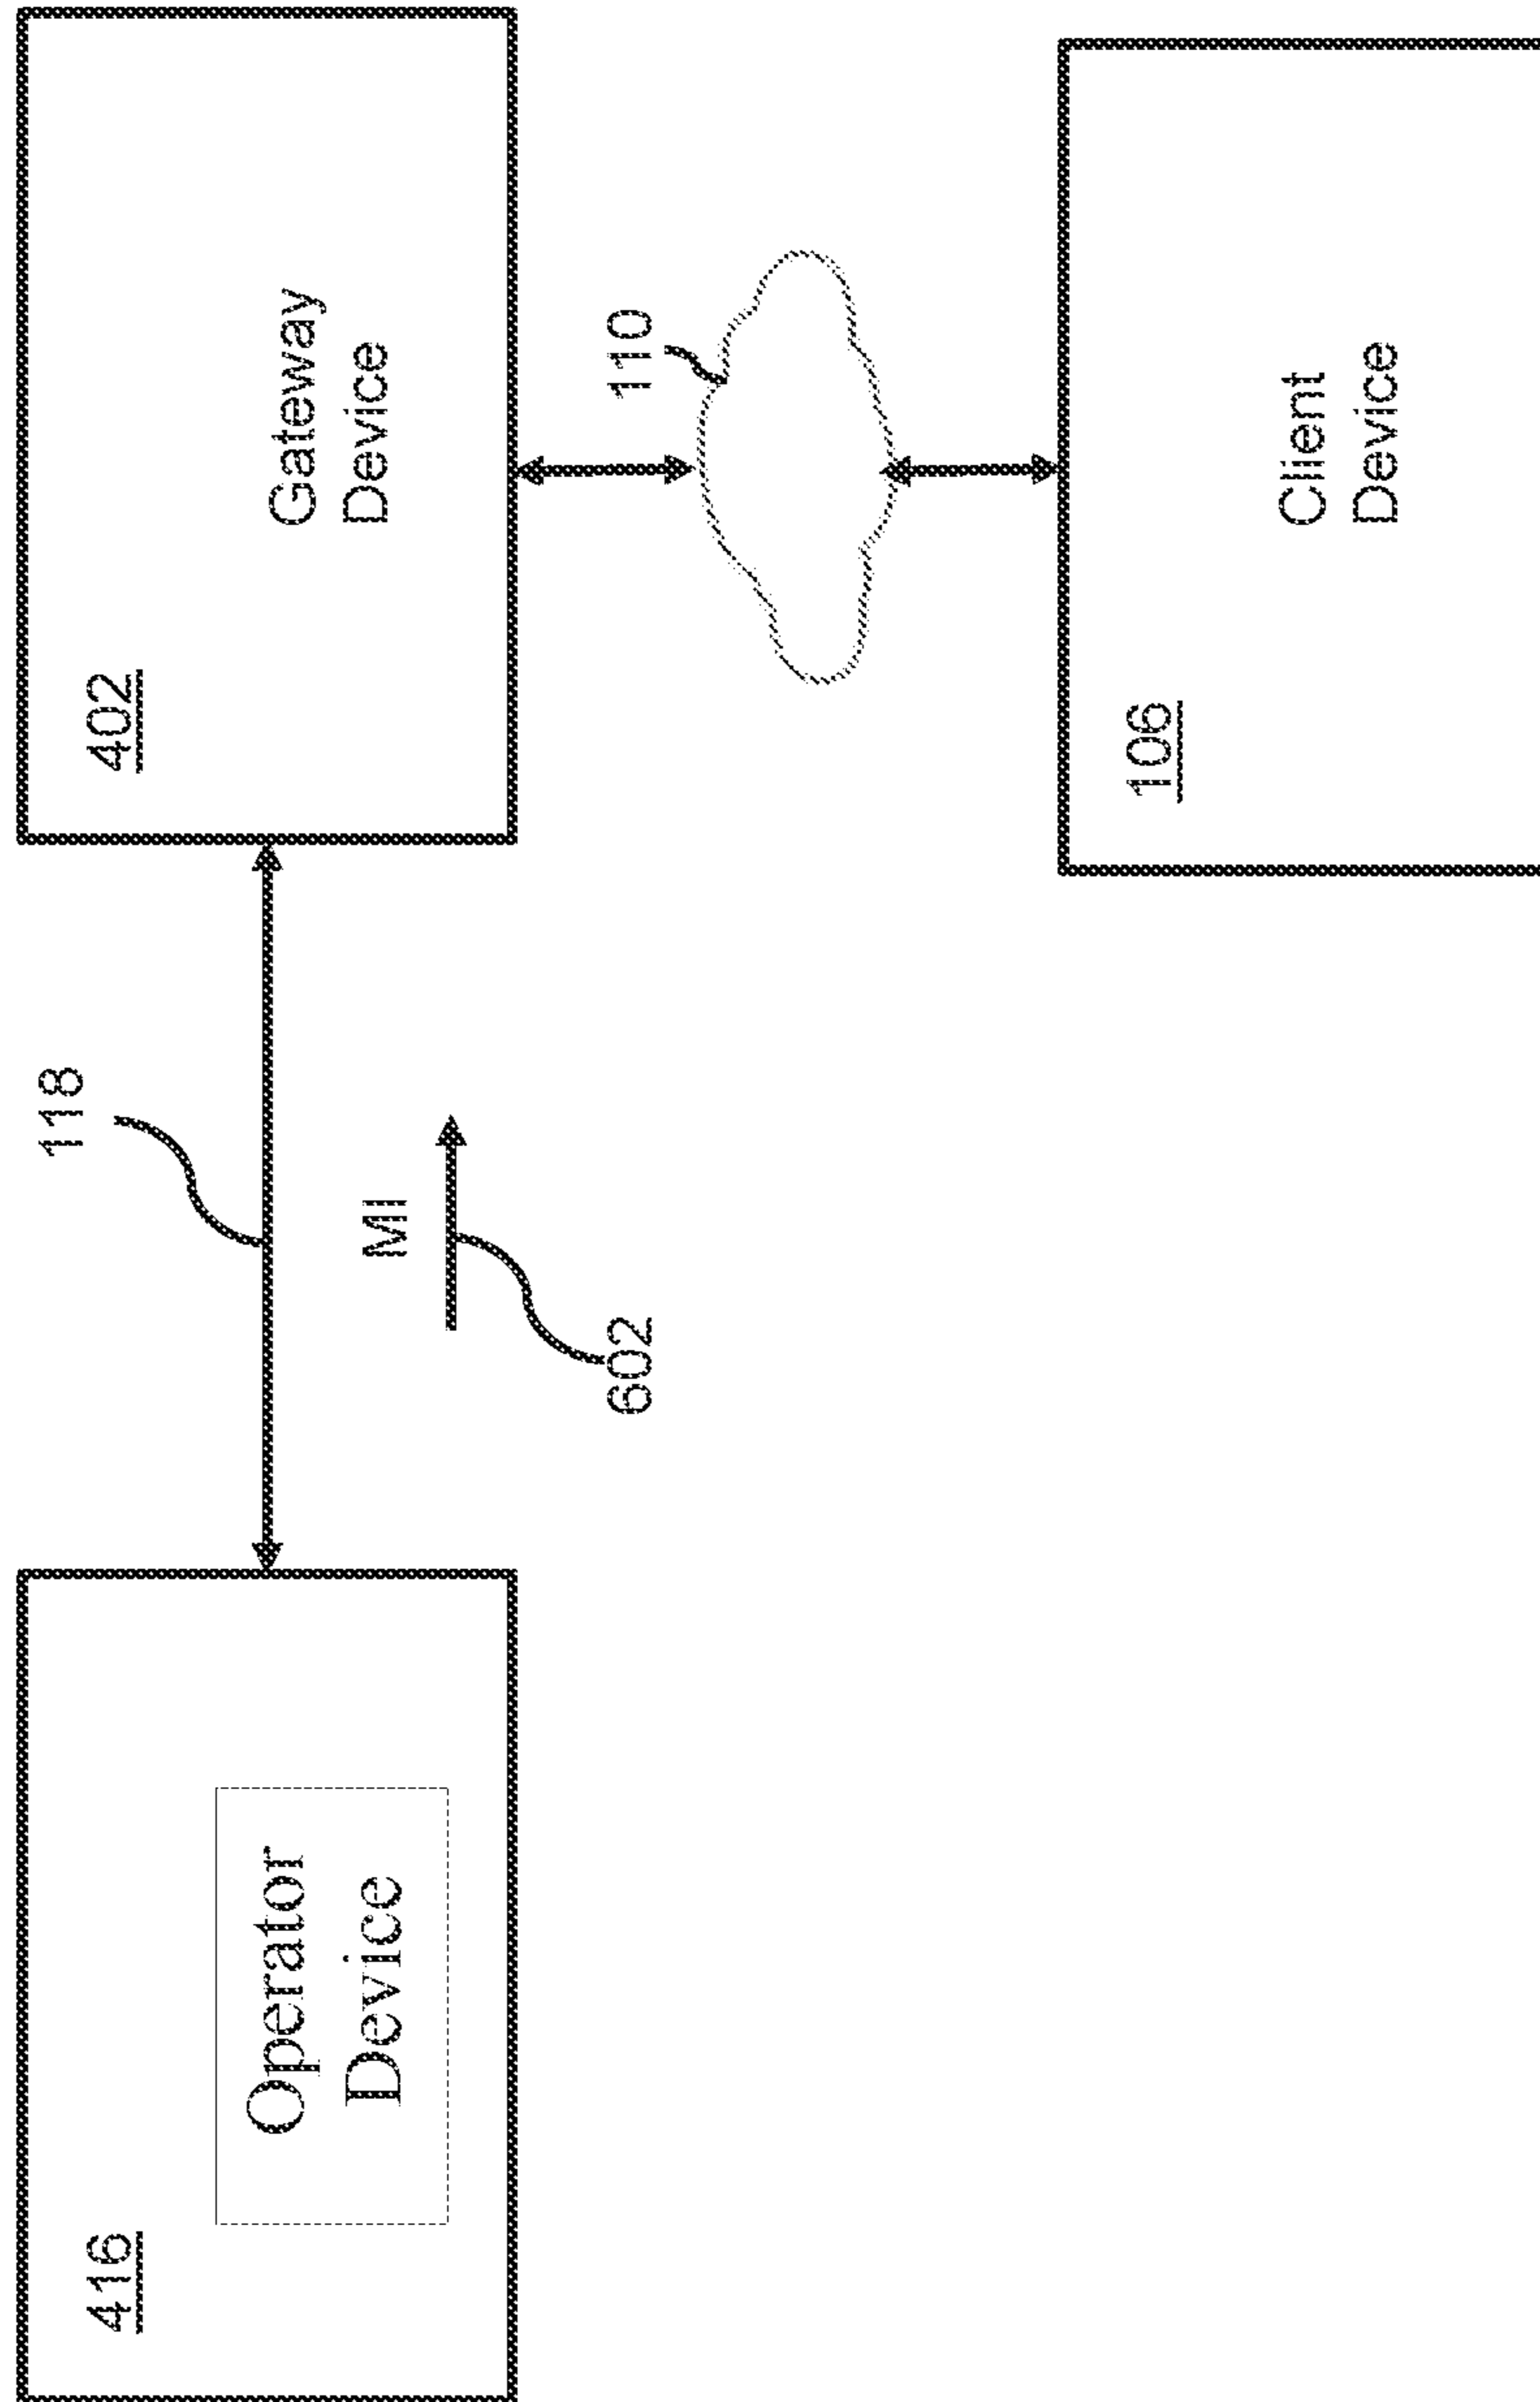 416
Operator
Device
118
MI
602
402
Gateway
Device
110
106
Client
Device